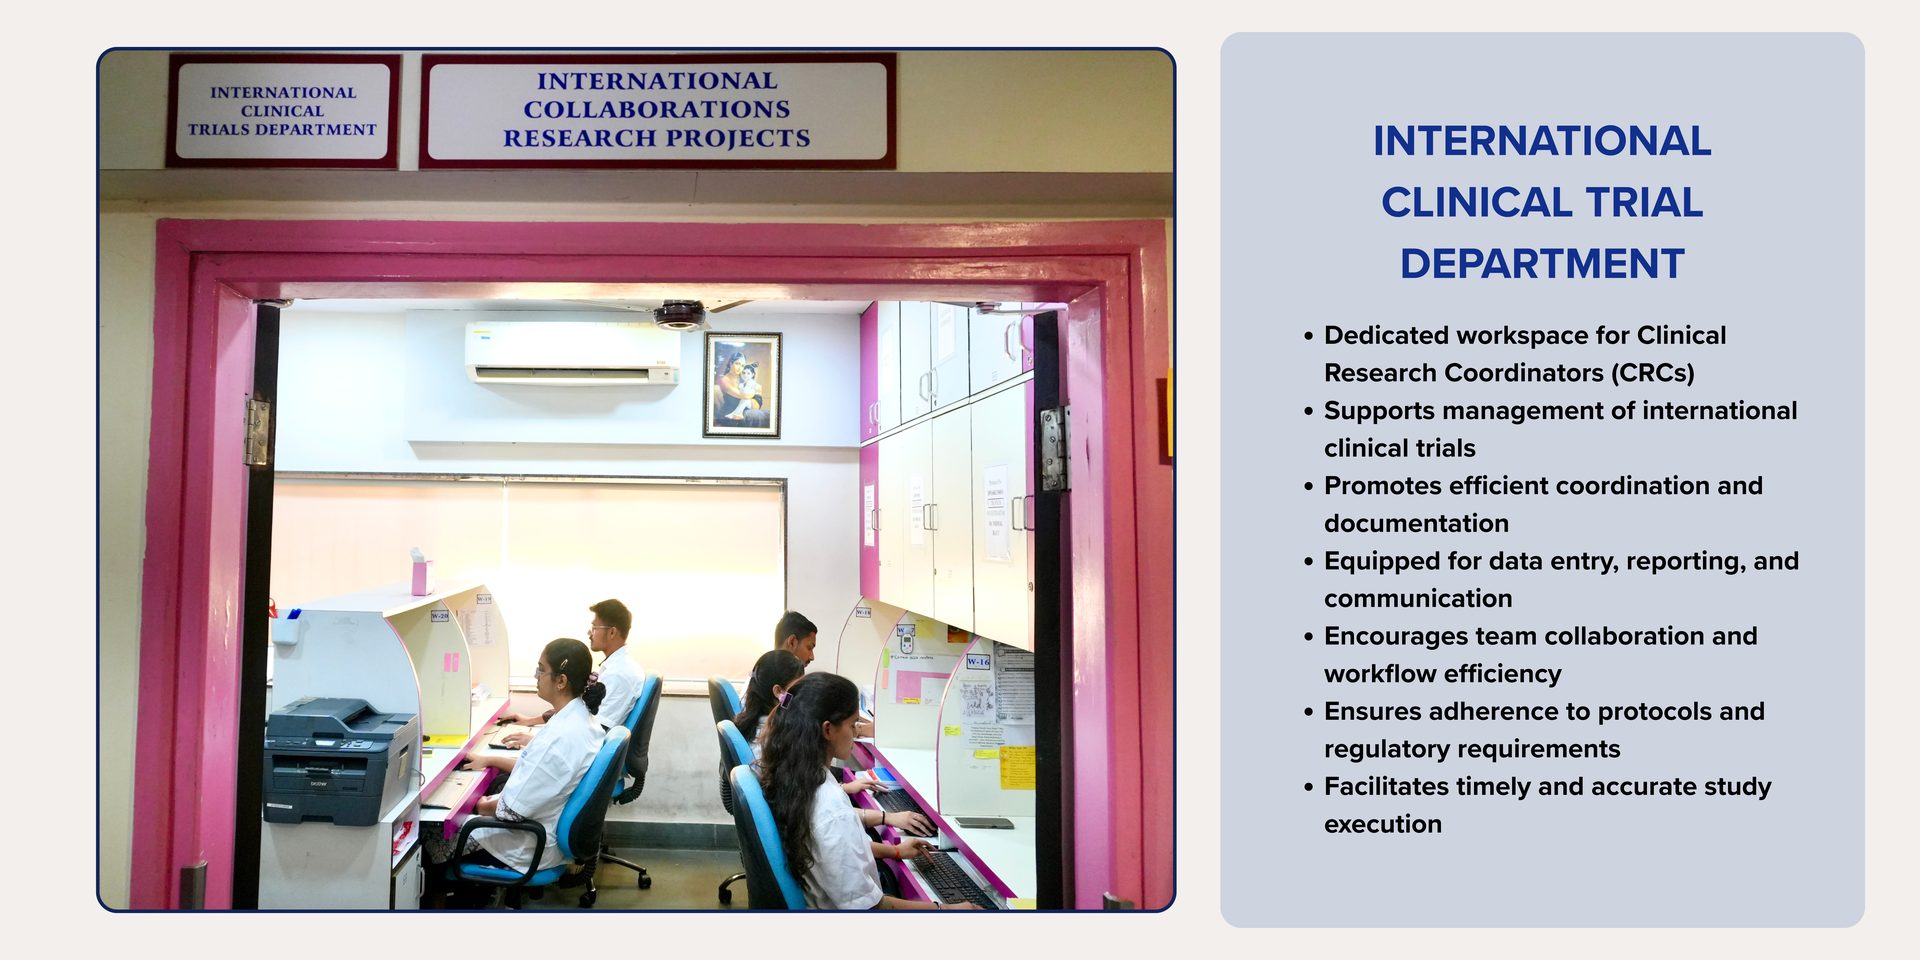 INTERNATIONAL
CLINICAL
TRIALS DEPARTMENT
INTERNATIONAL
COLLABORATIONS
RESEARCH PROJECTS
W-20
W-19
W-18
W-16
brother
INTERNATIONAL
CLINICAL TRIAL
DEPARTMENT
• Dedicated workspace for Clinical
Research Coordinators (CRCs)
• Supports management of international
clinical trials
• Promotes efficient coordination and
documentation
• Equipped for data entry, reporting, and
communication
• Encourages team collaboration and
workflow efficiency
• Ensures adherence to protocols and
regulatory requirements
• Facilitates timely and accurate study
execution